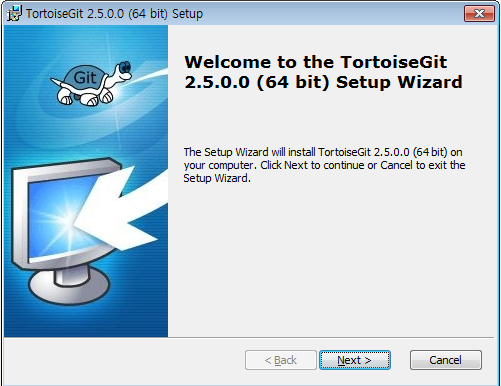 TortoiseGit 2.5.0.0 (64 bit) Setup
Git
Welcome to the TortoiseGit
2.5.0.0 (64 bit) Setup Wizard
The Setup Wizard will install TortoiseGit 2.5.0.0 (64 bit) on
your computer. Click Next to continue or Cancel to exit the
Setup Wizard.
< Back
Next >
Cancel